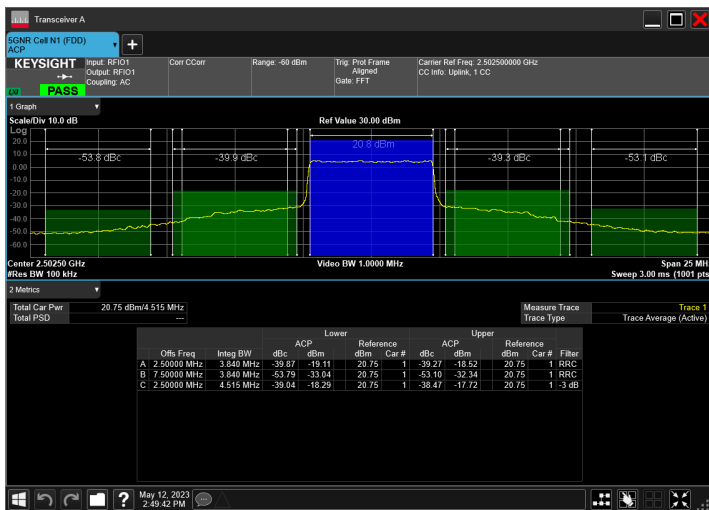 Transceiver A
5GNR Cell N1 (FDD)
ACP
KEYSIGHT
LXI
PASS
Input: RFIO1
Output: RFIO1
Coupling: AC
Corr CCorr
Range: -60 dBm
Trig: Prot Frame
Aligned
Gate: FFT
Carrier Ref Freq: 2.502500000 GHz
CC Info: Uplink, 1 CC
1 Graph
Scale/Div 10.0 dB
Ref Value 30.00 dBm
Log
20.0
10.0
0.00
-10.0
-20.0
-30.0
-40.0
-50.0
-60.0
-53.8 dBc
-39.9 dBc
20.8 dBm
-39.3 dBc
-53.1 dBc
Center 2.50250 GHz
Video BW 1.0000 MHz
Span 25 MH
#Res BW 100 kHz
Sweep 3.00 ms (1001 pts
2 Metrics
Total Car Pwr 20.75 dBm/4.515 MHz
Total PSD ---
Measure Trace Trace 1
Trace Type Trace Average (Active)
Lower Upper
ACP Reference ACP Reference
Offs Freq Integ BW dBc dBm dBm Car # dBc dBm dBm Car # Filter
A 2.50000 MHz 3.840 MHz -39.87 -19.11 20.75 1 -39.27 -18.52 20.75 1 RRC
B 7.50000 MHz 3.840 MHz -53.79 -33.04 20.75 1 -53.10 -32.34 20.75 1 RRC
C 2.50000 MHz 4.515 MHz -39.04 -18.29 20.75 1 -38.47 -17.72 20.75 1 -3 dB
May 12, 2023
2:49:42 PM